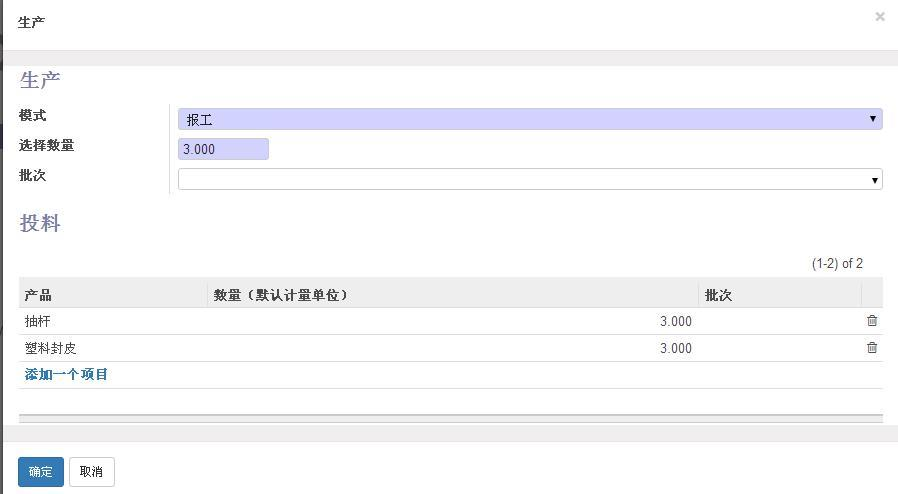 生产
×
生产
模式
报工
选择数量
3.000
批次
投料
(1-2) of 2
产品 数量（默认计量单位） 批次
抽杆 3.000
塑料封皮 3.000
添加一个项目
确定 取消